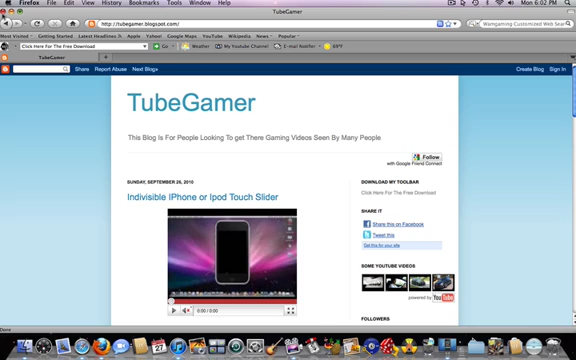 Firefox File Edit View History Bookmarks Tools Window Help
Mon 6:02 PM
TubeGamer
http://tubegamer.blogspot.com/
Wemgaming Customized Web Search
Most Visited Getting Started Latest Headlines Apple Yahoo! Google Maps YouTube Wikipedia News Popular
Click Here For The Free Download Go Weather My Youtube Channel E-mail Notifier 69°F
TubeGamer
Share Report Abuse Next Blog» Create Blog Sign In
TubeGamer
This Blog Is For People Looking To get There Gaming Videos Seen By Many People
Follow
with Google Friend Connect
SUNDAY, SEPTEMBER 26, 2010
Indivisible IPhone or Ipod Touch Slider
0:00 / 0:00
DOWNLOAD MY TOOLBAR
Click Here For The Free Download
SHARE IT
Share this on Facebook
Tweet this
Get this for your site
SOME YOUTUBE VIDEOS
powered by YouTube
FOLLOWERS
Done
27